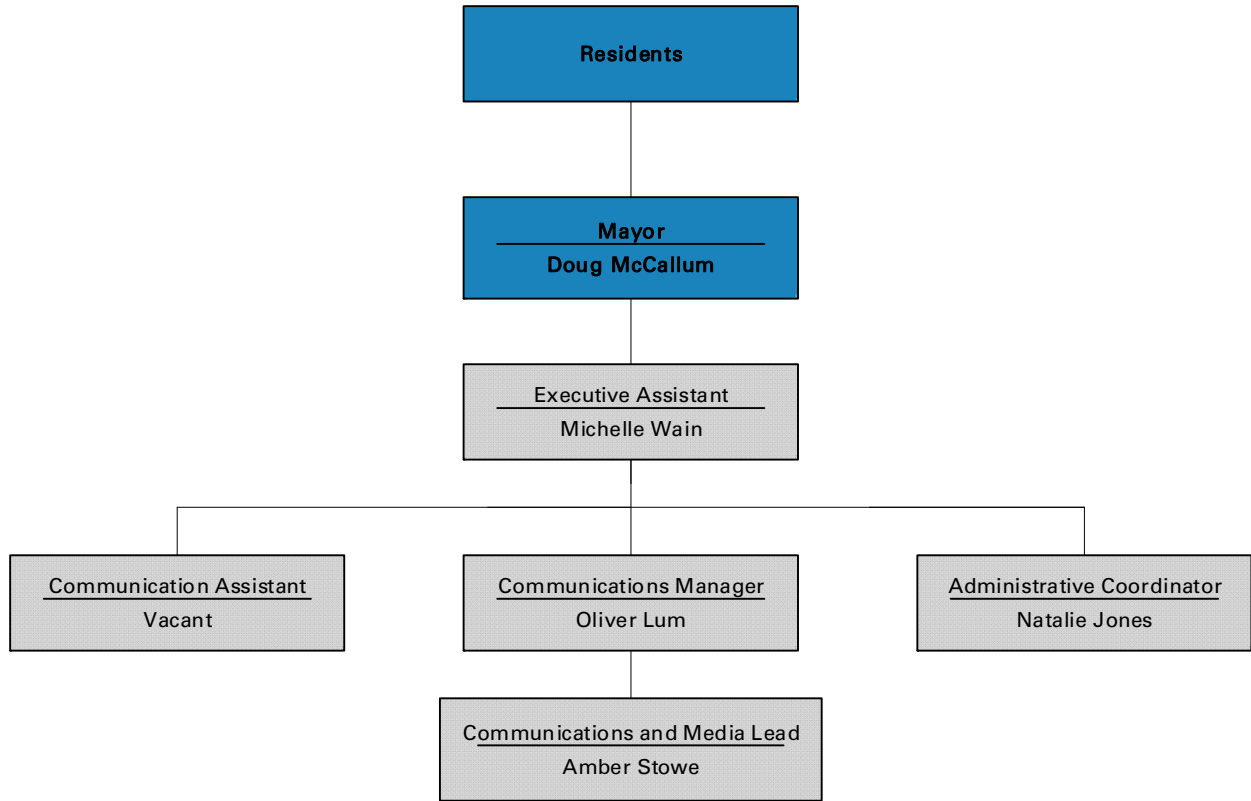 Residents
Mayor
Doug McCallum
Executive Assistant
Michelle Wain
Communication Assistant
Vacant
Communications Manager
Oliver Lum
Administrative Coordinator
Natalie Jones
Communications and Media Lead
Amber Stowe